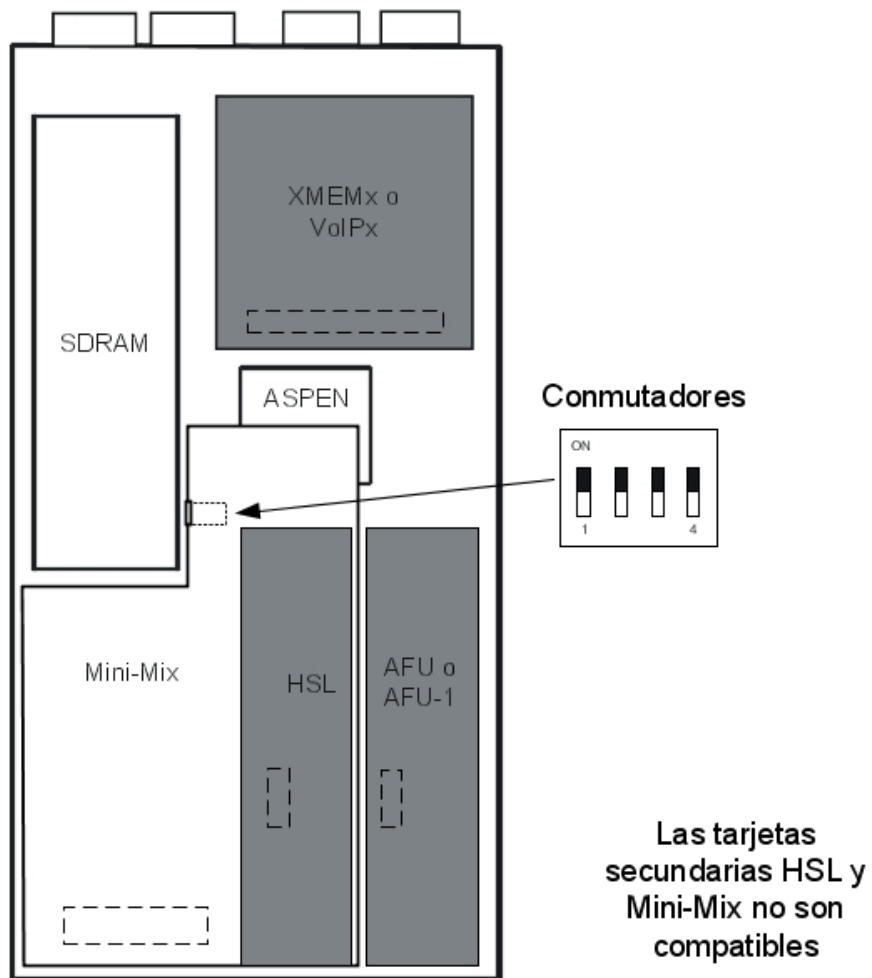 XMEMx o
VoIPx
SDRAM
ASPEN
Conmutadores
ON
1 4
Mini-Mix
HSL
AFU o
AFU-1
Las tarjetas
secundarias HSL y
Mini-Mix no son
compatibles